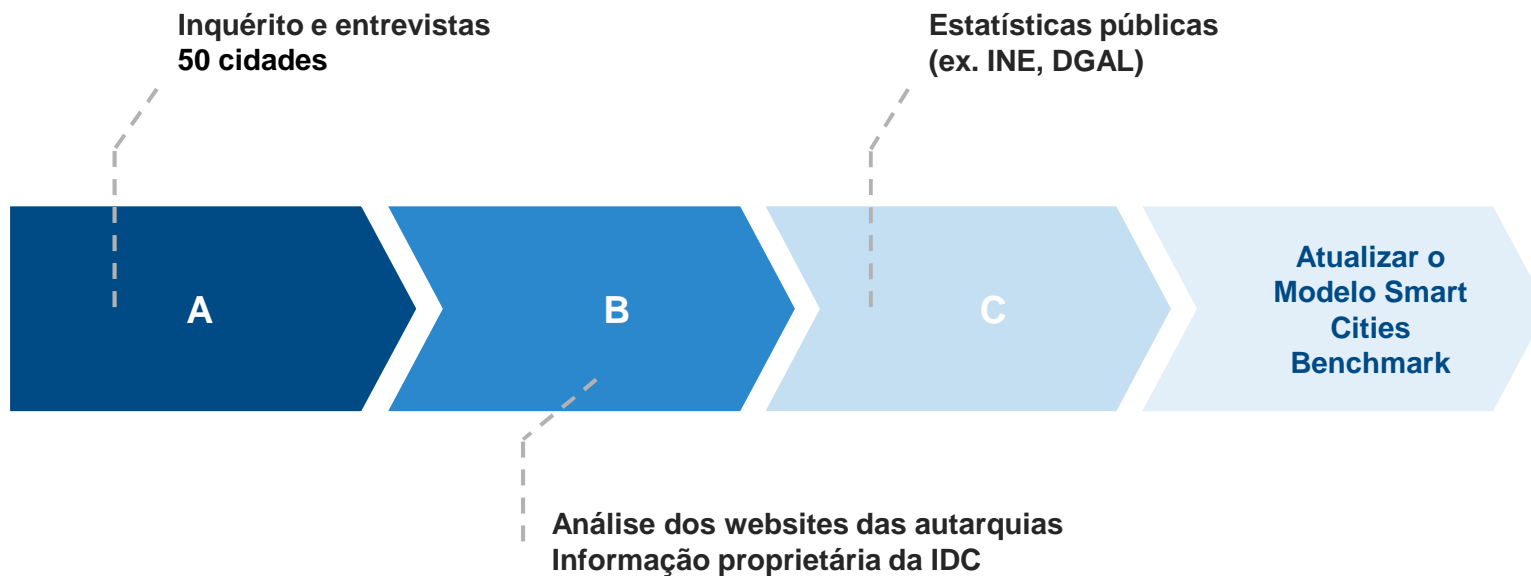 Inquérito e entrevistas
50 cidades
Estatísticas públicas
(ex. INE, DGAL)
A
B
C
Atualizar o
Modelo Smart
Cities
Benchmark
Análise dos websites das autarquias
Informação proprietária da IDC